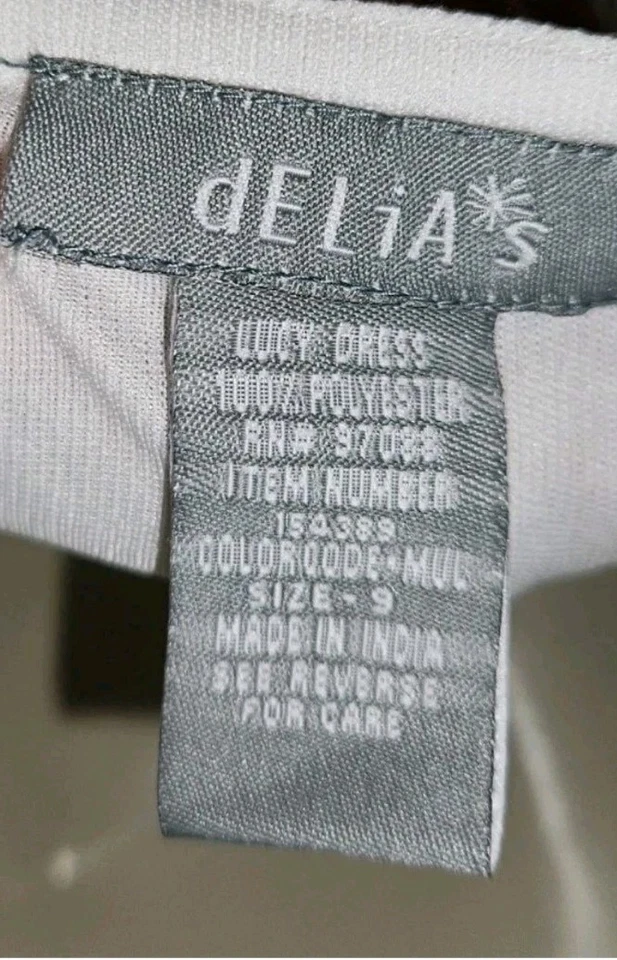 dELiA*s
LUCY DRESS
100% POLYESTER
RN# 97088
ITEM NUMBER
154389
COLORCODE-MUL
SIZE - 9
MADE IN INDIA
SEE REVERSE
FOR CARE